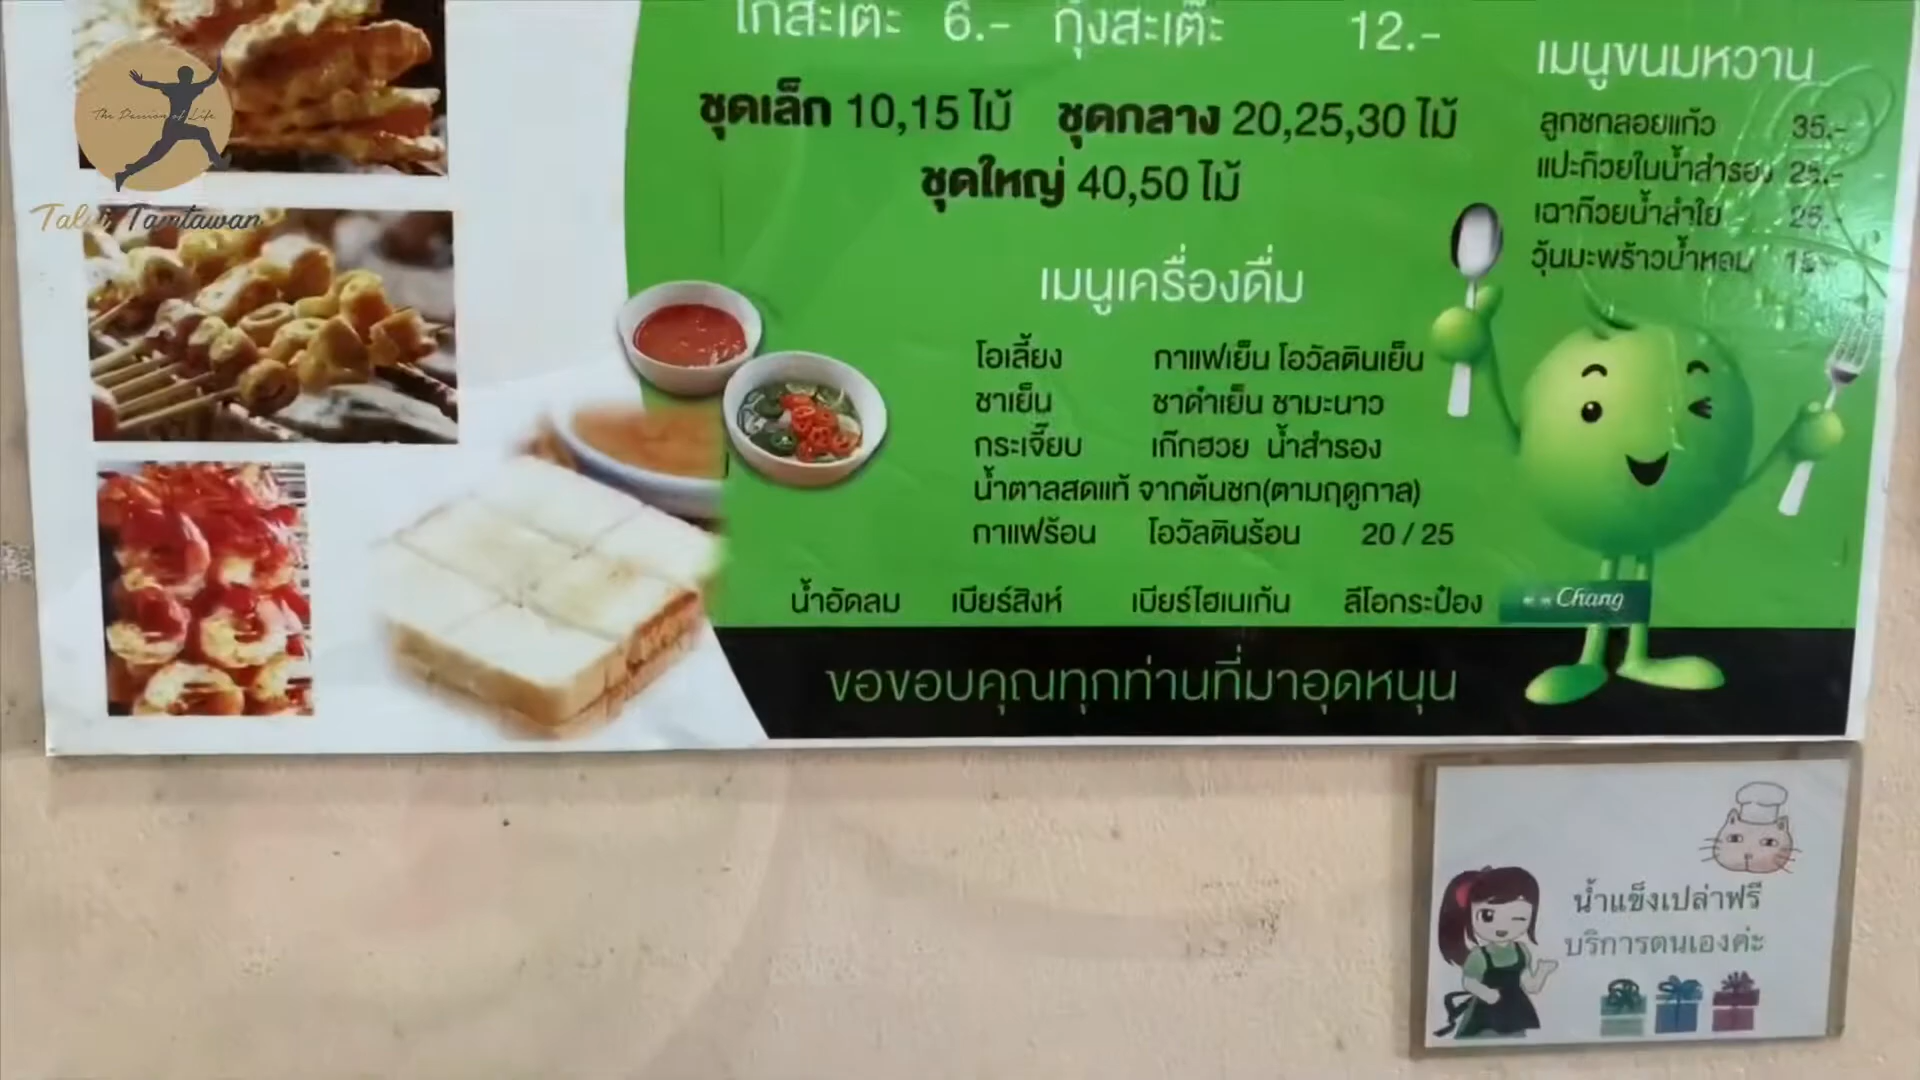 ไก่สะเต๊ะ 6.- กุ้งสะเต๊ะ 12.-
ชุดเล็ก 10,15 ไม้ ชุดกลาง 20,25,30 ไม้
ชุดใหญ่ 40,50 ไม้
เมนูขนมหวาน
ลูกชกลอยแก้ว 35.-
แปะก๊วยในน้ำสำรอง 25.-
เฉาก๊วยน้ำลำใย 25.-
วุ้นมะพร้าวน้ำหอม
เมนูเครื่องดื่ม
โอเลี้ยง กาแฟเย็น โอวัลตินเย็น
ชาเย็น ชาดำเย็น ชามะนาว
กระเจี๊ยบ เก๊กฮวย น้ำสำรอง
น้ำตาลสดแท้ จากต้นชก(ตามฤดูกาล)
กาแฟร้อน โอวัลตินร้อน 20 / 25
น้ำอัดลม เบียร์สิงห์ เบียร์ไฮเนเก้น ลีโอกระป๋อง Chang
ขอขอบคุณทุกท่านที่มาอุดหนุน
น้ำแข็งเปล่าฟรี
บริการตนเองค่ะ
The Passion of Life
Tamtawan